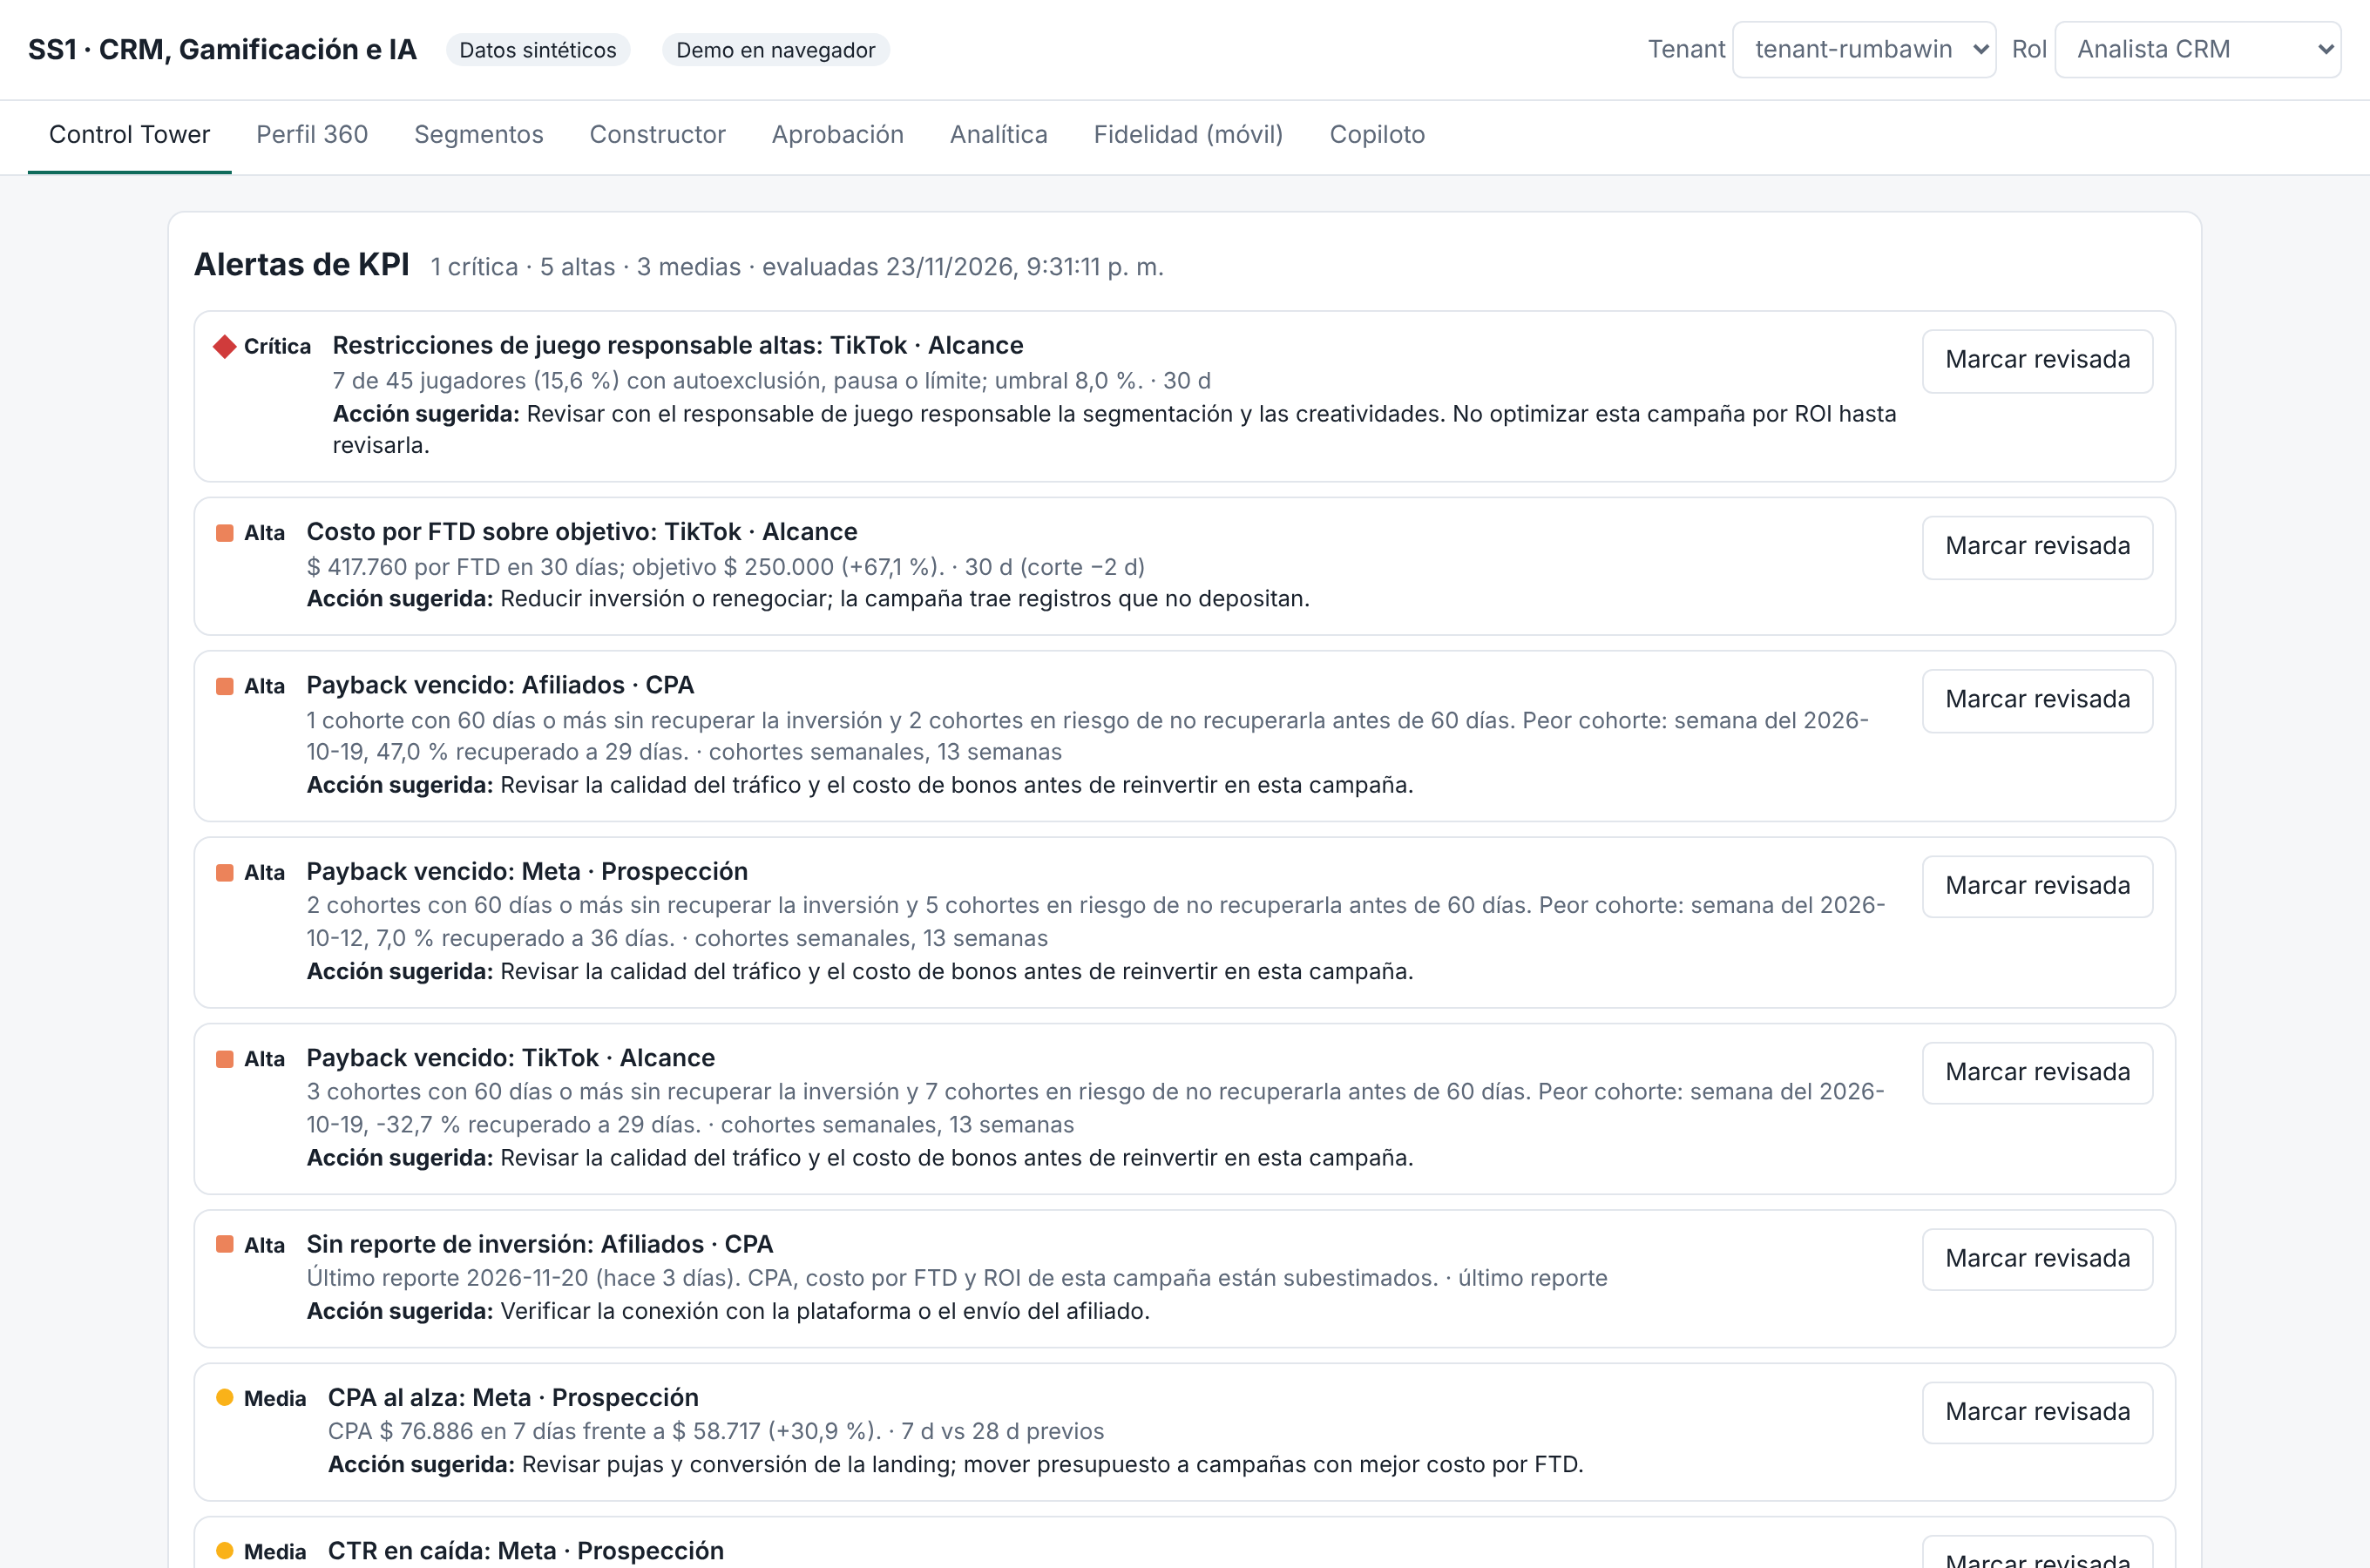 SS1 · CRM, Gamificación e IA
Datos sintéticos
Demo en navegador
Tenant
tenant-rumbawin
Rol
Analista CRM
Control Tower
Perfil 360
Segmentos
Constructor
Aprobación
Analítica
Fidelidad (móvil)
Copiloto
Alertas de KPI
1 crítica · 5 altas · 3 medias · evaluadas 23/11/2026, 9:31:11 p. m.
Crítica
Restricciones de juego responsable altas: TikTok · Alcance
7 de 45 jugadores (15,6 %) con autoexclusión, pausa o límite; umbral 8,0 %. · 30 d
Acción sugerida: Revisar con el responsable de juego responsable la segmentación y las creatividades. No optimizar esta campaña por ROI hasta
revisarla.
Marcar revisada
Alta
Costo por FTD sobre objetivo: TikTok · Alcance
$ 417.760 por FTD en 30 días; objetivo $ 250.000 (+67,1 %). · 30 d (corte −2 d)
Acción sugerida: Reducir inversión o renegociar; la campaña trae registros que no depositan.
Marcar revisada
Alta
Payback vencido: Afiliados · CPA
1 cohorte con 60 días o más sin recuperar la inversión y 2 cohortes en riesgo de no recuperarla antes de 60 días. Peor cohorte: semana del 2026-
10-19, 47,0 % recuperado a 29 días. · cohortes semanales, 13 semanas
Acción sugerida: Revisar la calidad del tráfico y el costo de bonos antes de reinvertir en esta campaña.
Marcar revisada
Alta
Payback vencido: Meta · Prospección
2 cohortes con 60 días o más sin recuperar la inversión y 5 cohortes en riesgo de no recuperarla antes de 60 días. Peor cohorte: semana del 2026-
10-12, 7,0 % recuperado a 36 días. · cohortes semanales, 13 semanas
Acción sugerida: Revisar la calidad del tráfico y el costo de bonos antes de reinvertir en esta campaña.
Marcar revisada
Alta
Payback vencido: TikTok · Alcance
3 cohortes con 60 días o más sin recuperar la inversión y 7 cohortes en riesgo de no recuperarla antes de 60 días. Peor cohorte: semana del 2026-
10-19, -32,7 % recuperado a 29 días. · cohortes semanales, 13 semanas
Acción sugerida: Revisar la calidad del tráfico y el costo de bonos antes de reinvertir en esta campaña.
Marcar revisada
Alta
Sin reporte de inversión: Afiliados · CPA
Último reporte 2026-11-20 (hace 3 días). CPA, costo por FTD y ROI de esta campaña están subestimados. · último reporte
Acción sugerida: Verificar la conexión con la plataforma o el envío del afiliado.
Marcar revisada
Media
CPA al alza: Meta · Prospección
CPA $ 76.886 en 7 días frente a $ 58.717 (+30,9 %). · 7 d vs 28 d previos
Acción sugerida: Revisar pujas y conversión de la landing; mover presupuesto a campañas con mejor costo por FTD.
Marcar revisada
Media
CTR en caída: Meta · Prospección
Marcar revisada